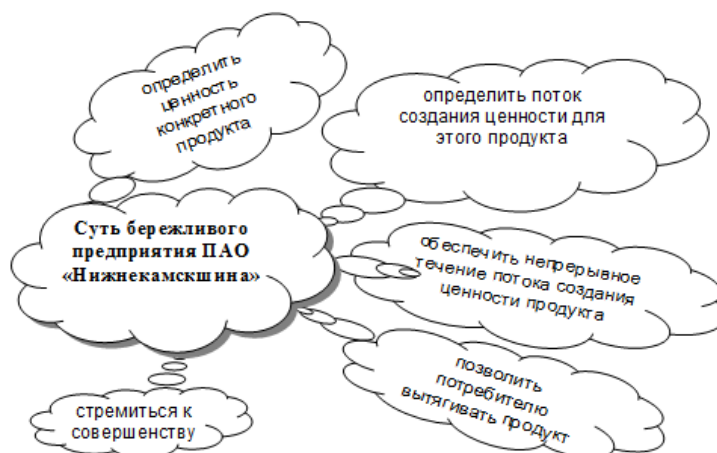 определить
ценность
конкретного
продукта
определить поток
создания ценности для
этого продукта
Суть бережливого
предприятия ПАО
«Нижнекамскшина»
обеспечить непрерывное
течение потока создания
ценности продукта
позволить
потребителю
вытягивать продукт
стремиться к
совершенству